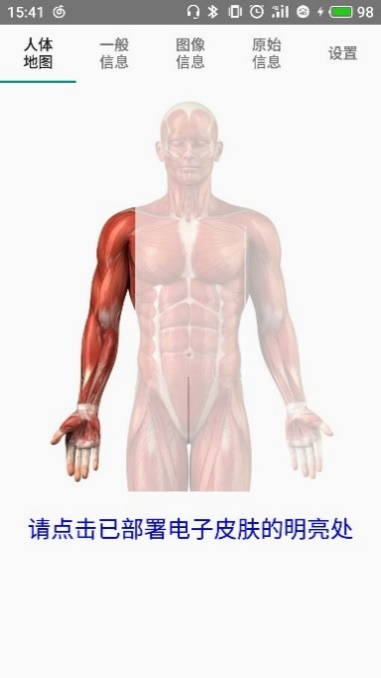 15:41 98
人体 一般 图像 原始 设置
地图 信息 信息 信息
请点击已部署电子皮肤的明亮处